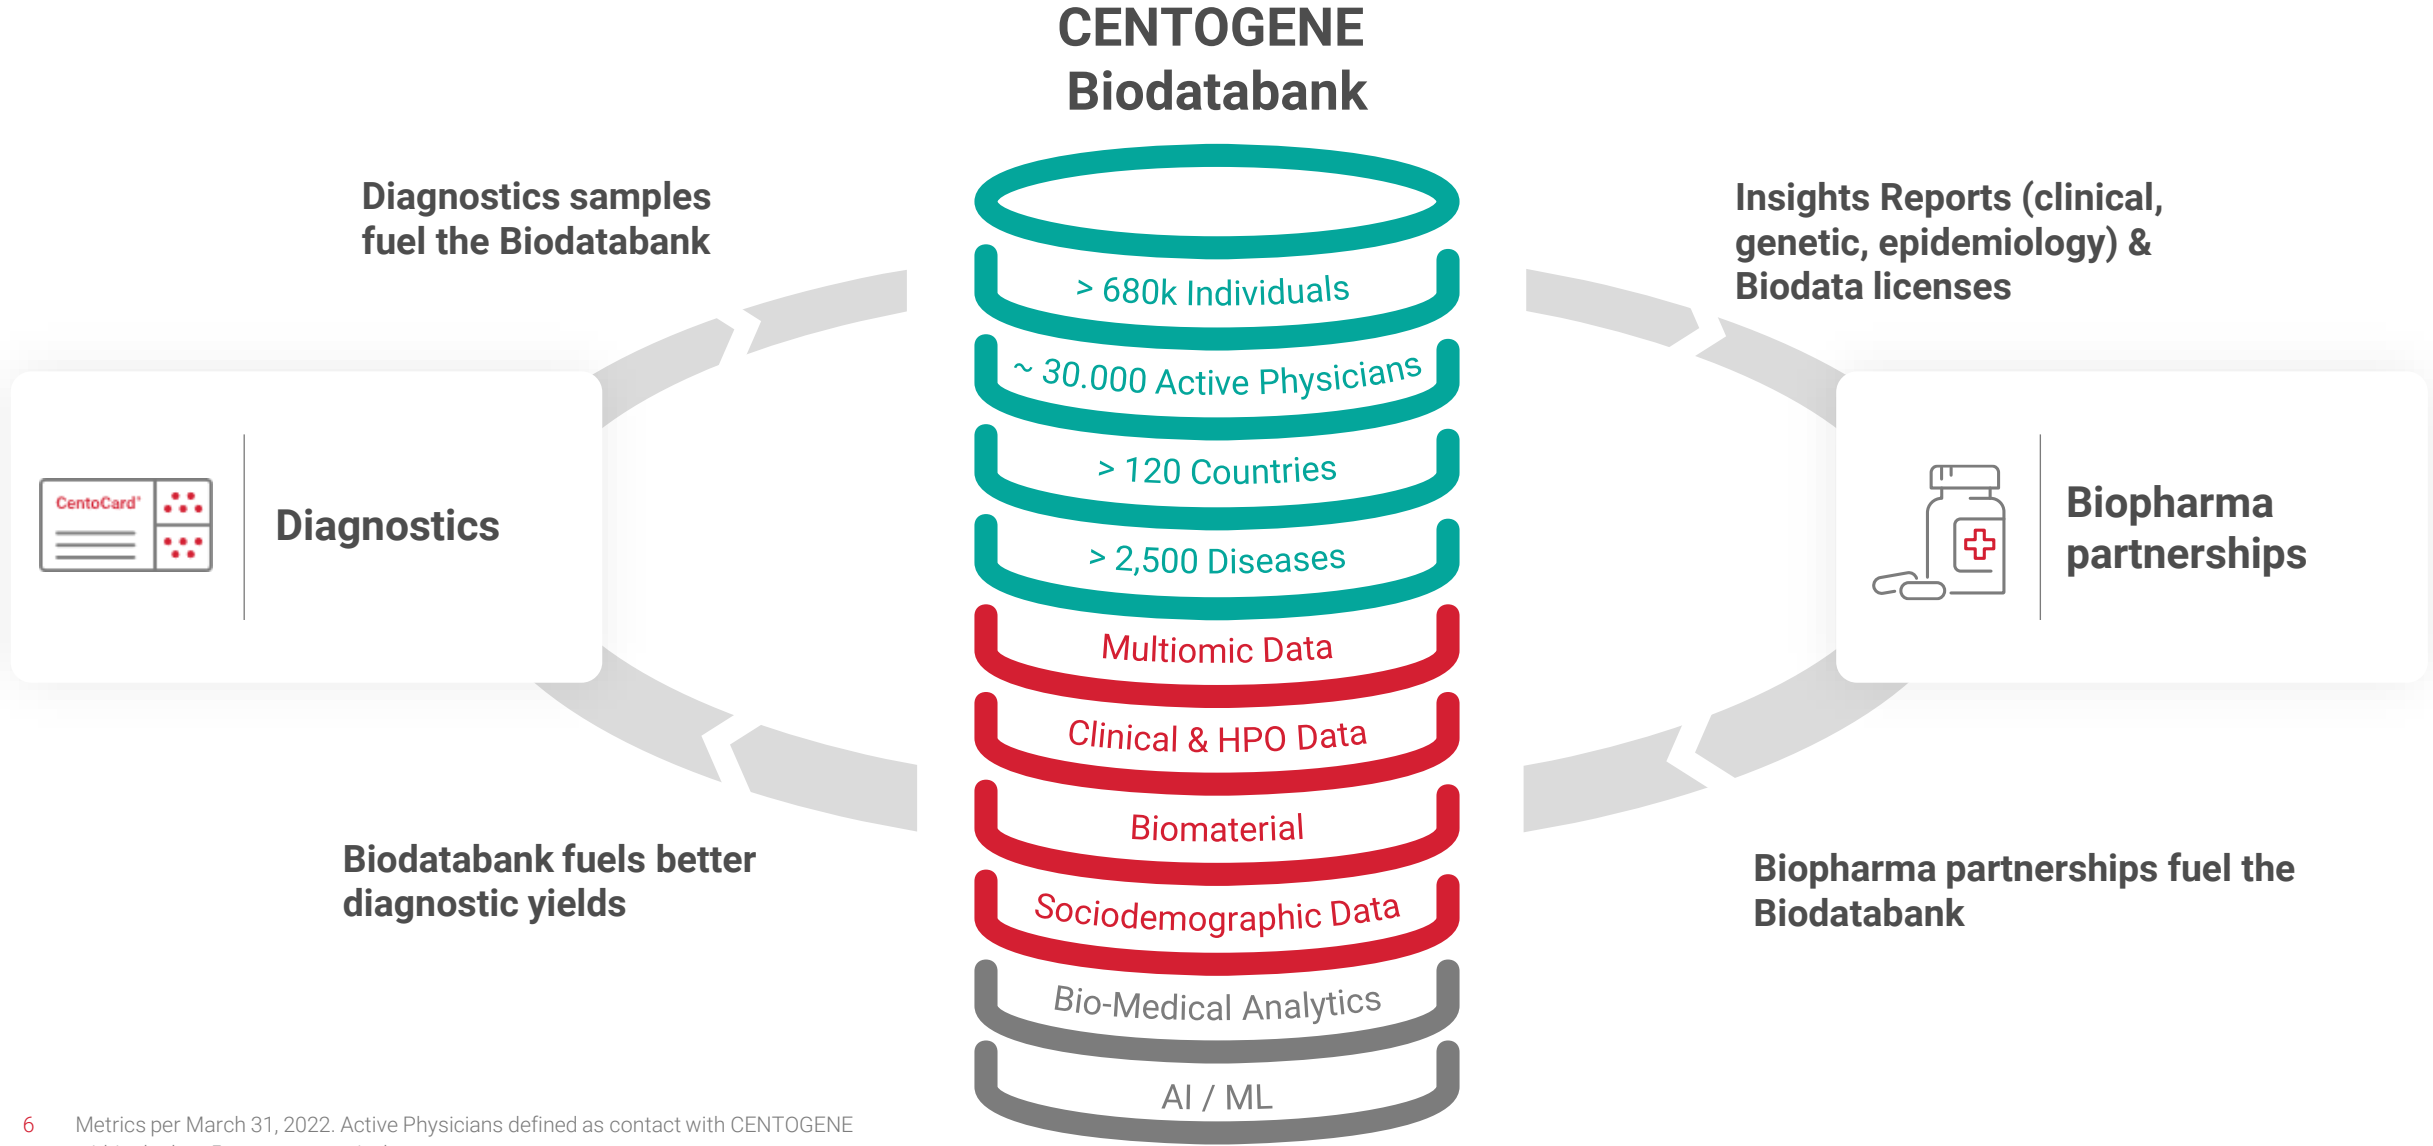 CENTOGENE
Biodatabank
Diagnostics samples
fuel the Biodatabank
Insights Reports (clinical,
genetic, epidemiology) &
Biodata licenses
> 680k Individuals
~ 30.000 Active Physicians
> 120 Countries
> 2,500 Diseases
Multiomic Data
Clinical & HPO Data
Biomaterial
Sociodemographic Data
Bio-Medical Analytics
AI / ML
CentoCard®
Diagnostics
Biopharma
partnerships
Biodatabank fuels better
diagnostic yields
Biopharma partnerships fuel the
Biodatabank
6 Metrics per March 31, 2022. Active Physicians defined as contact with CENTOGENE